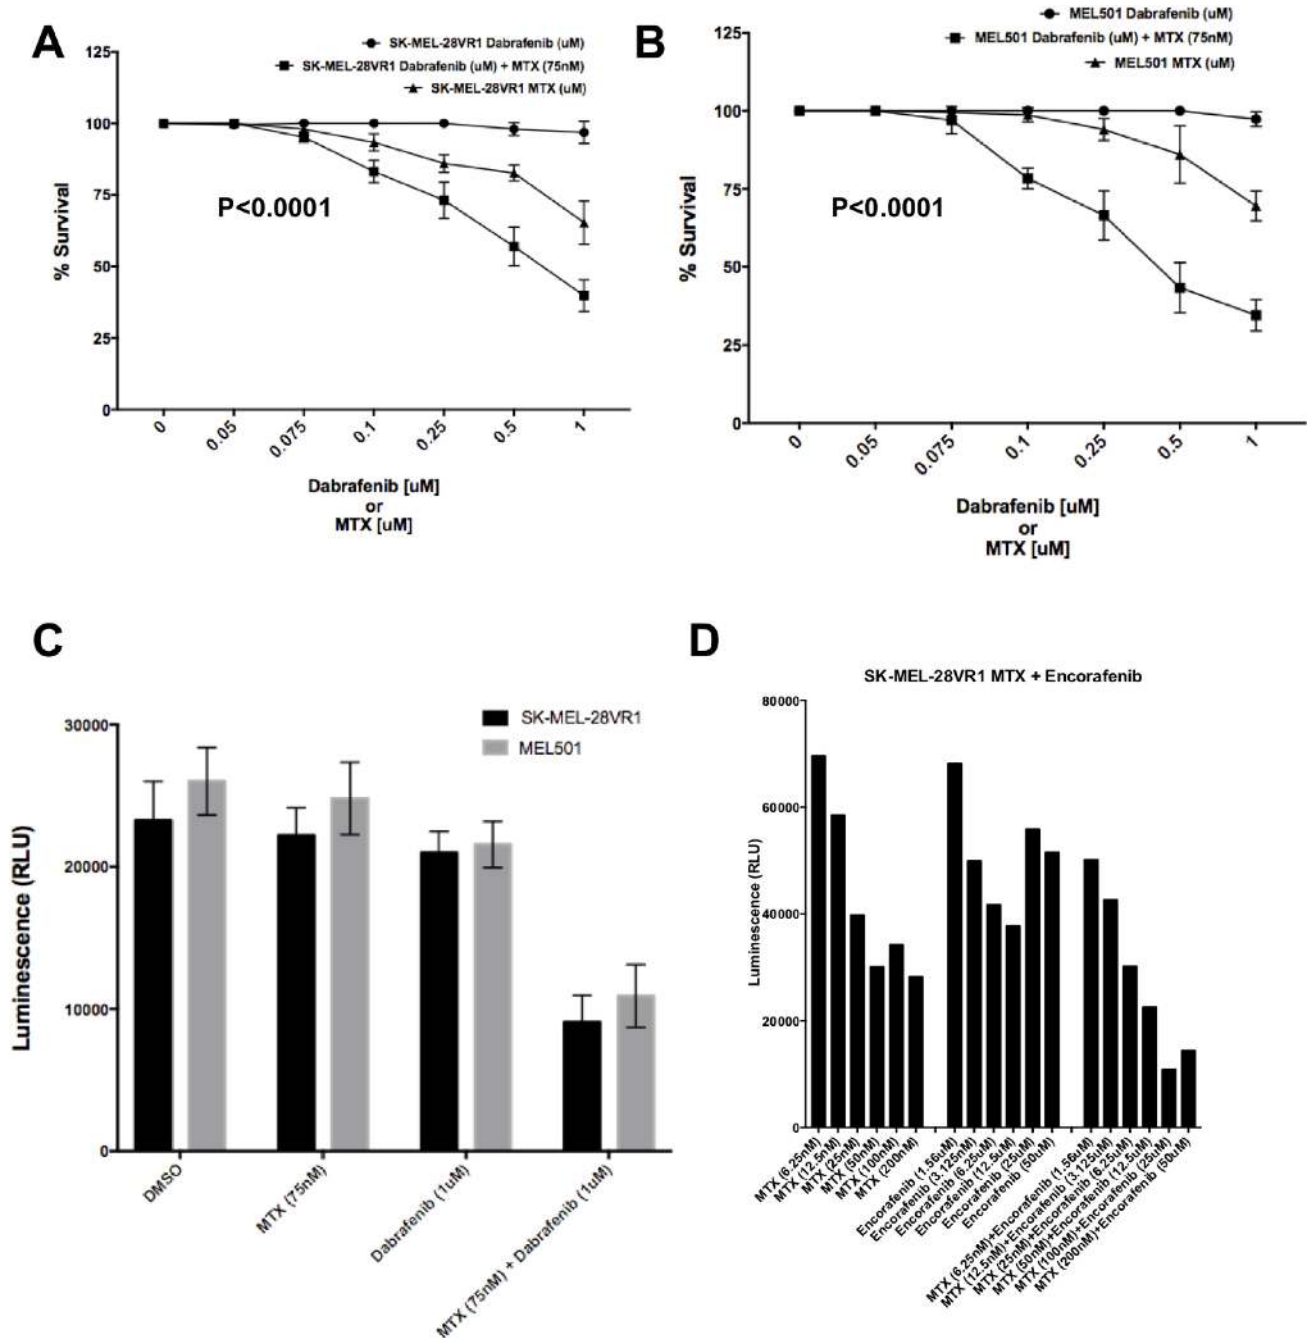 A
SK-MEL-28VR1 Dabrafenib (uM)
SK-MEL-28VR1 Dabrafenib (uM) + MTX (75nM)
SK-MEL-28VR1 MTX (uM)
125
100
75
50
25
0
% Survival
P<0.0001
0
0.05
0.075
0.1
0.25
0.5
1
Dabrafenib [uM]
or
MTX [uM]
B
MEL501 Dabrafenib (uM)
MEL501 Dabrafenib (uM) + MTX (75nM)
MEL501 MTX (uM)
125
100
75
50
25
0
% Survival
P<0.0001
0
0.05
0.075
0.1
0.25
0.5
1
Dabrafenib [uM]
or
MTX [uM]
C
SK-MEL-28VR1
MEL501
30000
20000
10000
0
Luminescence (RLU)
DMSO
MTX (75nM)
Dabrafenib (1uM)
MTX (75nM) + Dabrafenib (1uM)
D
SK-MEL-28VR1 MTX + Encorafenib
80000
60000
40000
20000
0
Luminescence (RLU)
MTX (6.25nM)
MTX (12.5nM)
MTX (25nM)
MTX (50nM)
MTX (100nM)
MTX (200nM)
Encorafenib (1.56uM)
Encorafenib (3.125nM)
Encorafenib (6.25uM)
Encorafenib (12.5uM)
Encorafenib (25uM)
Encorafenib (50uM)
MTX (6.25nM)+Encorafenib (1.56uM)
MTX (12.5nM)+Encorafenib (3.125uM)
MTX (25nM)+Encorafenib (6.25uM)
MTX (50nM)+Encorafenib (12.5uM)
MTX (100nM)+Encorafenib (25uM)
MTX (200nM)+Encorafenib (50uM)